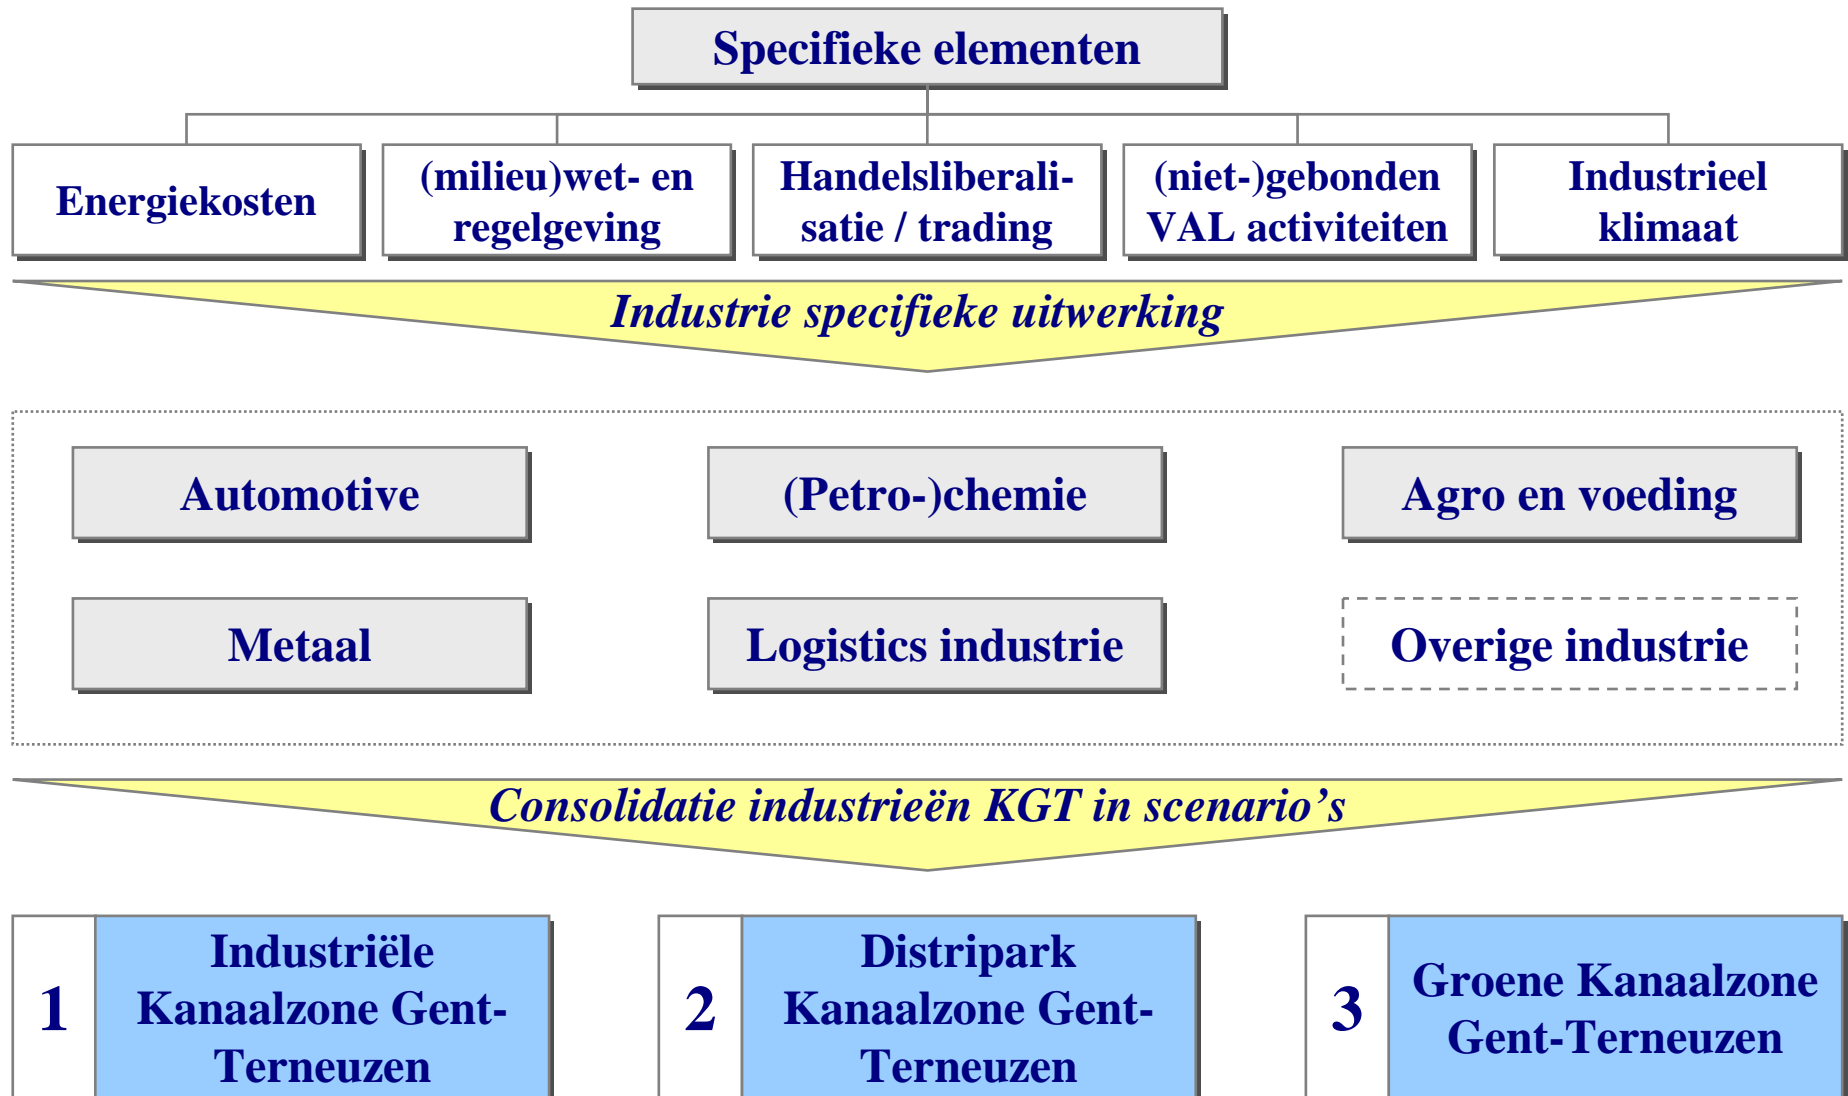 Specifieke elementen
Energiekosten
(milieu)wet- en
regelgeving
Handelsliberali-
satie / trading
(niet-)gebonden
VAL activiteiten
Industrieel
klimaat
Industrie specifieke uitwerking
Automotive
(Petro-)chemie
Agro en voeding
Metaal
Logistics industrie
Overige industrie
Consolidatie industrieën KGT in scenario’s
1
Industriële
Kanaalzone Gent-
Terneuzen
2
Distripark
Kanaalzone Gent-
Terneuzen
3
Groene Kanaalzone
Gent-Terneuzen